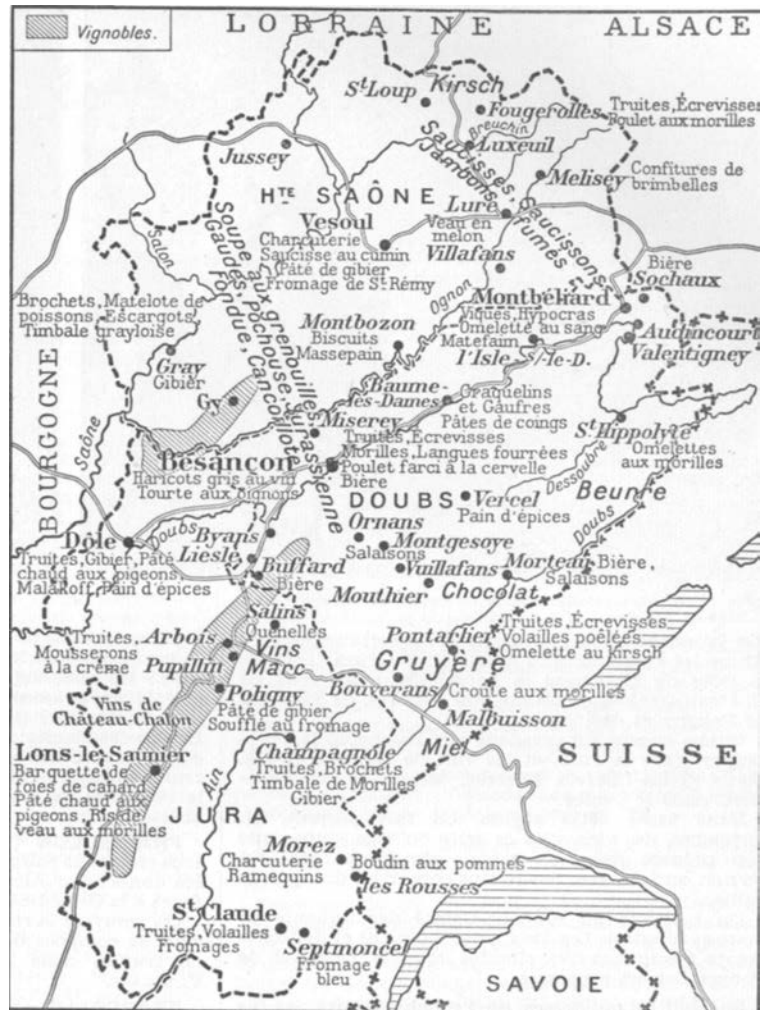 LORRAINE
ALSACE
Vignobles.
St Loup
Kirsch
Fougerolles
Truites, Écrevisses
Poulet aux morilles
Breuchin
Luxeuil
Jussey
Saucisses,
Jambons,
Saucissons
fumés
Melisey
Confitures de
brimbelles
HTE SAÔNE
Lure
Veau en
melon
Villafans
Salon
Vesoul
Charcuterie
Saucisse au cumin
Pâté de gibier
Fromage de St Rémy
Soupe aux grenouilles
Gaudes, Pochouse Jurassienne
Fondue, Cancoillotte
Bière
Sochaux
Montbéliard
Viques, Hypocras
Omelette au sang
Matefaim
Audincourt
Valentigney
l'Isle S/-le-D.
Brochets, Matelote de
poissons, Escargots,
Timbale grayloise
Gray
Gibier
Ognon
Montbozon
Biscuits
Massepain
BOURGOGNE
Saône
Gy
Baume-
les-Dames
Craquelins
et Gaufres
Pâtes de coings
Miserey
Truites, Écrevisses
Morilles, Langues fourrées
Poulet farci à la cervelle
Bière
Besançon
Haricots gris au vin
Tourte aux oignons
St Hippolyte
Omelettes
aux morilles
Dessoubre
DOUBS
Vercel
Pain d'épices
Beurre
Doubs
Dôle
Truites, Gibier, Pâté
chaud aux pigeons,
Malakoff, Pain d'épices
Doubs
Byans
Liesle
Buffard
Bière
Ornans
Salaisons
Montgesoye
Vuillafans
Mouthier
Chocolat
Morteau
Bière,
Salaisons
Salins
Quenelles
Truites,
Mousserons
à la crème
Arbois
Pupillin
Vins
Macc
Pontarlier
Truites, Écrevisses
Volailles poêlées
Omelette au kirsch
Gruyère
Bouverans
Croute aux morilles
Malbuisson
Poligny
Pâté de gibier
Soufflé au fromage
Vins de
Château-Chalon
Miel
SUISSE
Lons-le-Saunier
Barquette de
foies de canard
Pâté chaud aux
pigeons, Ris de
veau aux morilles
Champagnole
Truites, Brochets
Timbale de Morilles
Gibier
Ain
JURA
Morez
Charcuterie
Ramequins
Boudin aux pommes
les Rousses
St Claude
Truites, Volailles
Fromages
Septmoncel
Fromage
bleu
SAVOIE